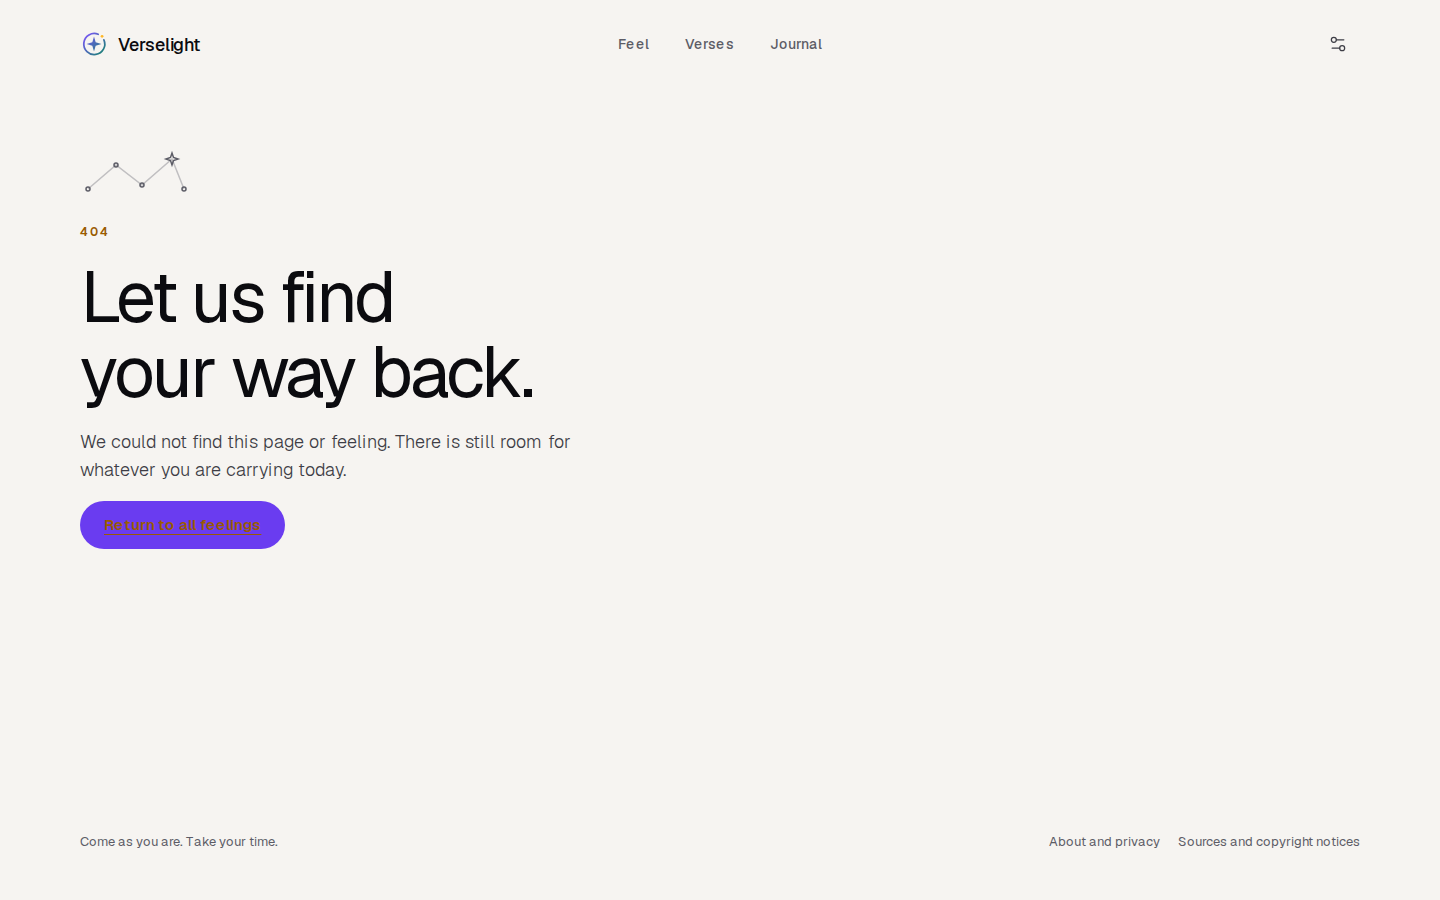 Verselight
Feel
Verses
Journal
404
Let us find
your way back.
We could not find this page or feeling. There is still room for
whatever you are carrying today.
Return to all feelings
Come as you are. Take your time.
About and privacy
Sources and copyright notices